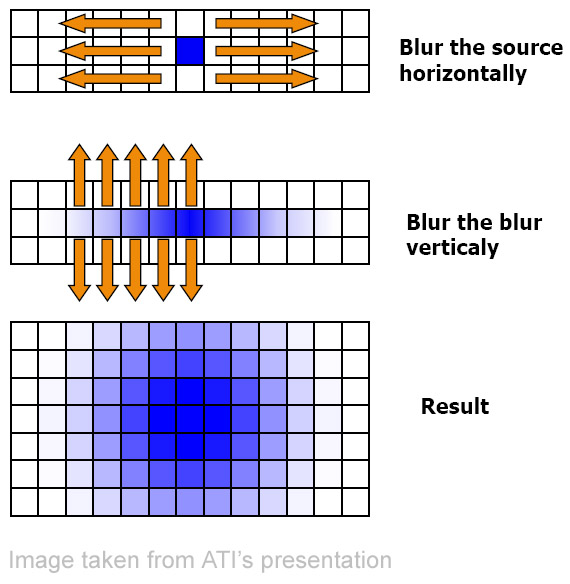 Blur the source
horizontally
Blur the blur
verticaly
Result
Image taken from ATI's presentation